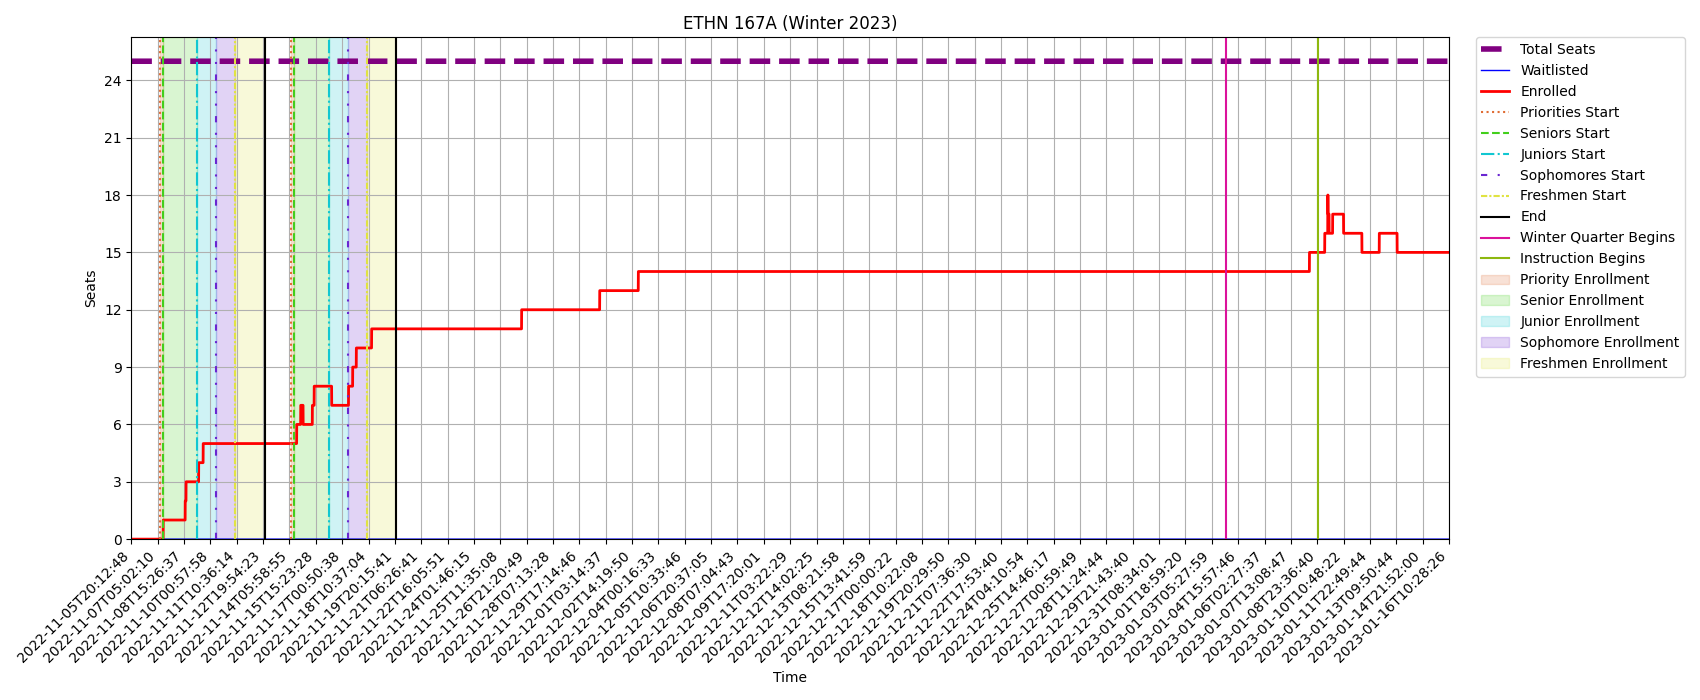 ETHN 167A (Winter 2023)
Seats
24
21
18
15
12
9
6
3
0
2022-11-05T20:12:48
2022-11-07T05:02:10
2022-11-08T15:26:37
2022-11-10T00:57:58
2022-11-11T10:36:14
2022-11-12T19:54:23
2022-11-14T05:58:55
2022-11-15T15:23:28
2022-11-17T00:50:38
2022-11-18T10:37:04
2022-11-19T20:15:41
2022-11-21T06:26:41
2022-11-22T16:05:51
2022-11-25T01:46:15
2022-11-25T11:35:08
2022-11-26T21:20:49
2022-11-28T07:13:28
2022-11-29T17:14:46
2022-12-01T03:14:37
2022-12-02T14:19:50
2022-12-04T00:16:33
2022-12-05T10:33:46
2022-12-06T20:37:05
2022-12-08T07:04:43
2022-12-09T17:20:01
2022-12-11T03:22:29
2022-12-12T14:02:25
2022-12-13T08:21:58
2022-12-15T13:41:59
2022-12-17T00:00:22
2022-12-18T10:22:08
2022-12-19T20:29:50
2022-12-21T07:36:30
2022-12-22T17:53:40
2022-12-24T04:10:54
2022-12-25T14:46:17
2022-12-27T00:59:49
2022-12-28T11:24:44
2022-12-29T21:43:40
2022-12-31T08:34:01
2023-01-01T18:59:20
2023-01-03T05:27:59
2023-01-04T15:57:46
2023-01-06T02:27:37
2023-01-07T13:08:47
2023-01-08T23:36:40
2023-01-10T10:48:22
2023-01-11T22:49:44
2023-01-13T09:50:44
2023-01-14T21:52:00
2023-01-16T10:28:26
Time
Total Seats
Waitlisted
Enrolled
Priorities Start
Seniors Start
Juniors Start
Sophomores Start
Freshmen Start
End
Winter Quarter Begins
Instruction Begins
Priority Enrollment
Senior Enrollment
Junior Enrollment
Sophomore Enrollment
Freshmen Enrollment